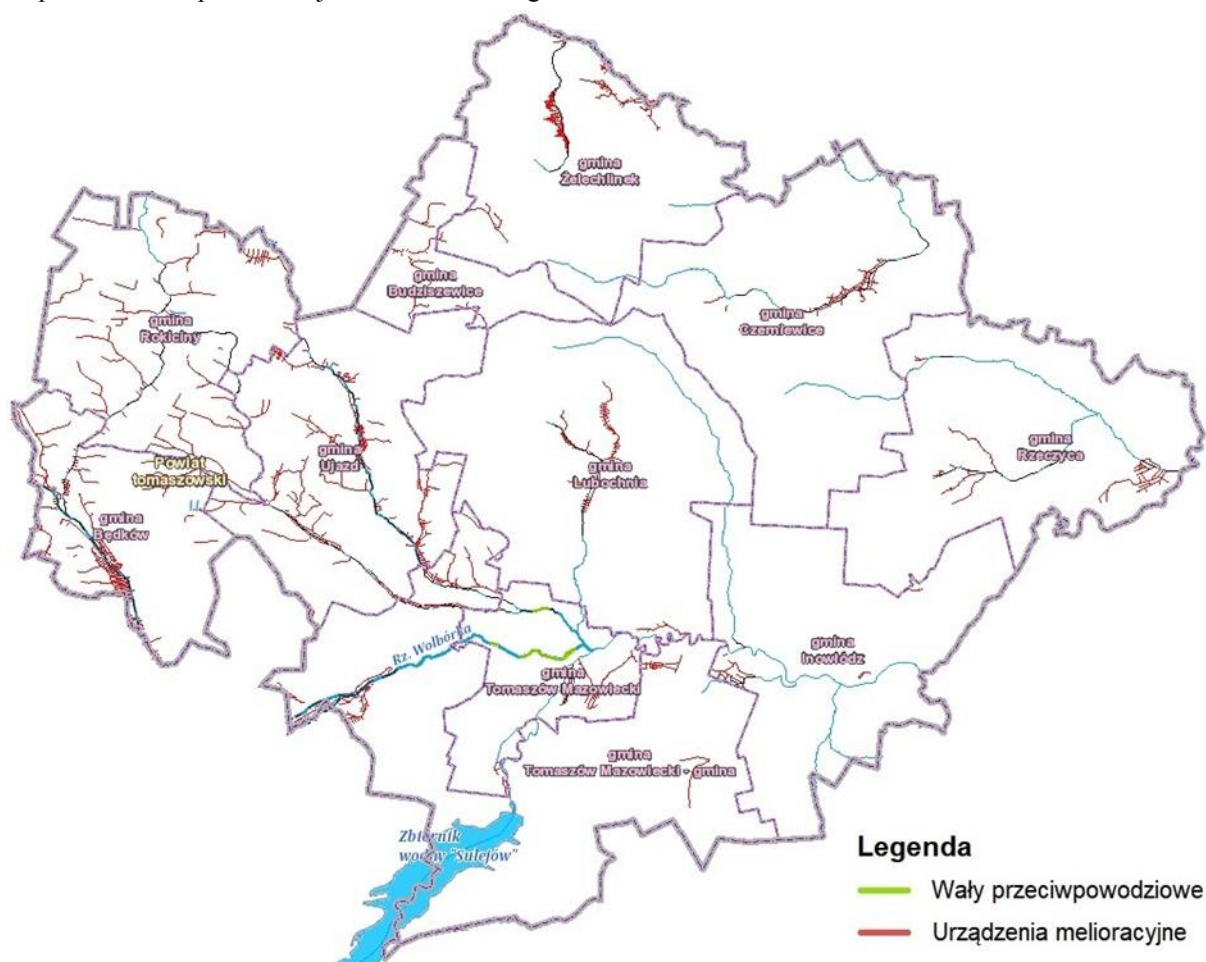 gmina
Żelechlinek
gmina
Budziszewice
gmina
Rokiciny
gmina
Czerniewice
gmina
Rzeczyca
gmina
Ujazd
Powiat
tomaszowski
gmina
Lubochnia
gmina
Będków
Rz. Wolbórka
gmina
Inowłódz
gmina
Tomaszów Mazowiecki
gmina
Tomaszów Mazowiecki - gmina
Zbiornik
wodny "Sulejów"
Legenda
Wały przeciwpowodziowe
Urządzenia melioracyjne